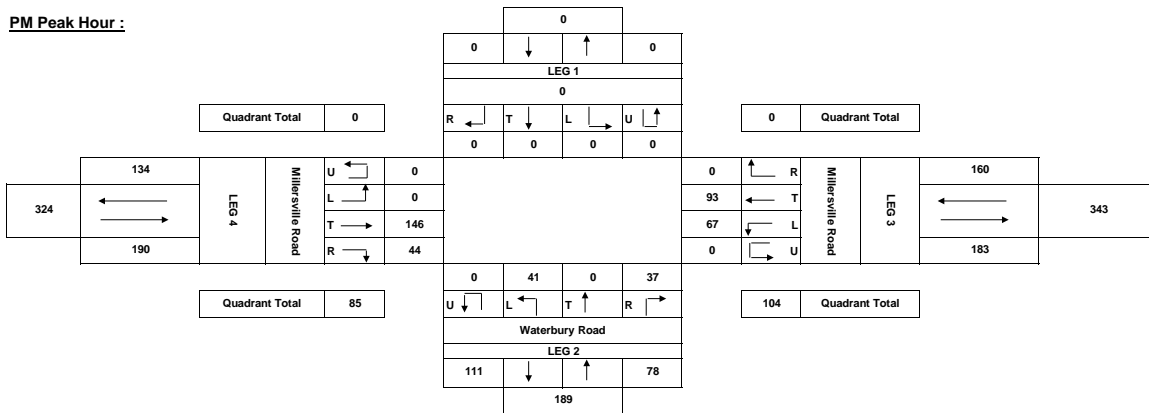 PM Peak Hour :
0
0 0
LEG 1
0
Quadrant Total 0
R T L U
0 Quadrant Total
0 0 0 0
134
U 0
0 R
160
324
LEG 4
Millersville Road
L 0
93 T
Millersville Road
LEG 3
343
T 146
67 L
190
R 44
0 U
183
0 41 0 37
Quadrant Total 85
U L T R
104 Quadrant Total
Waterbury Road
LEG 2
111 78
189